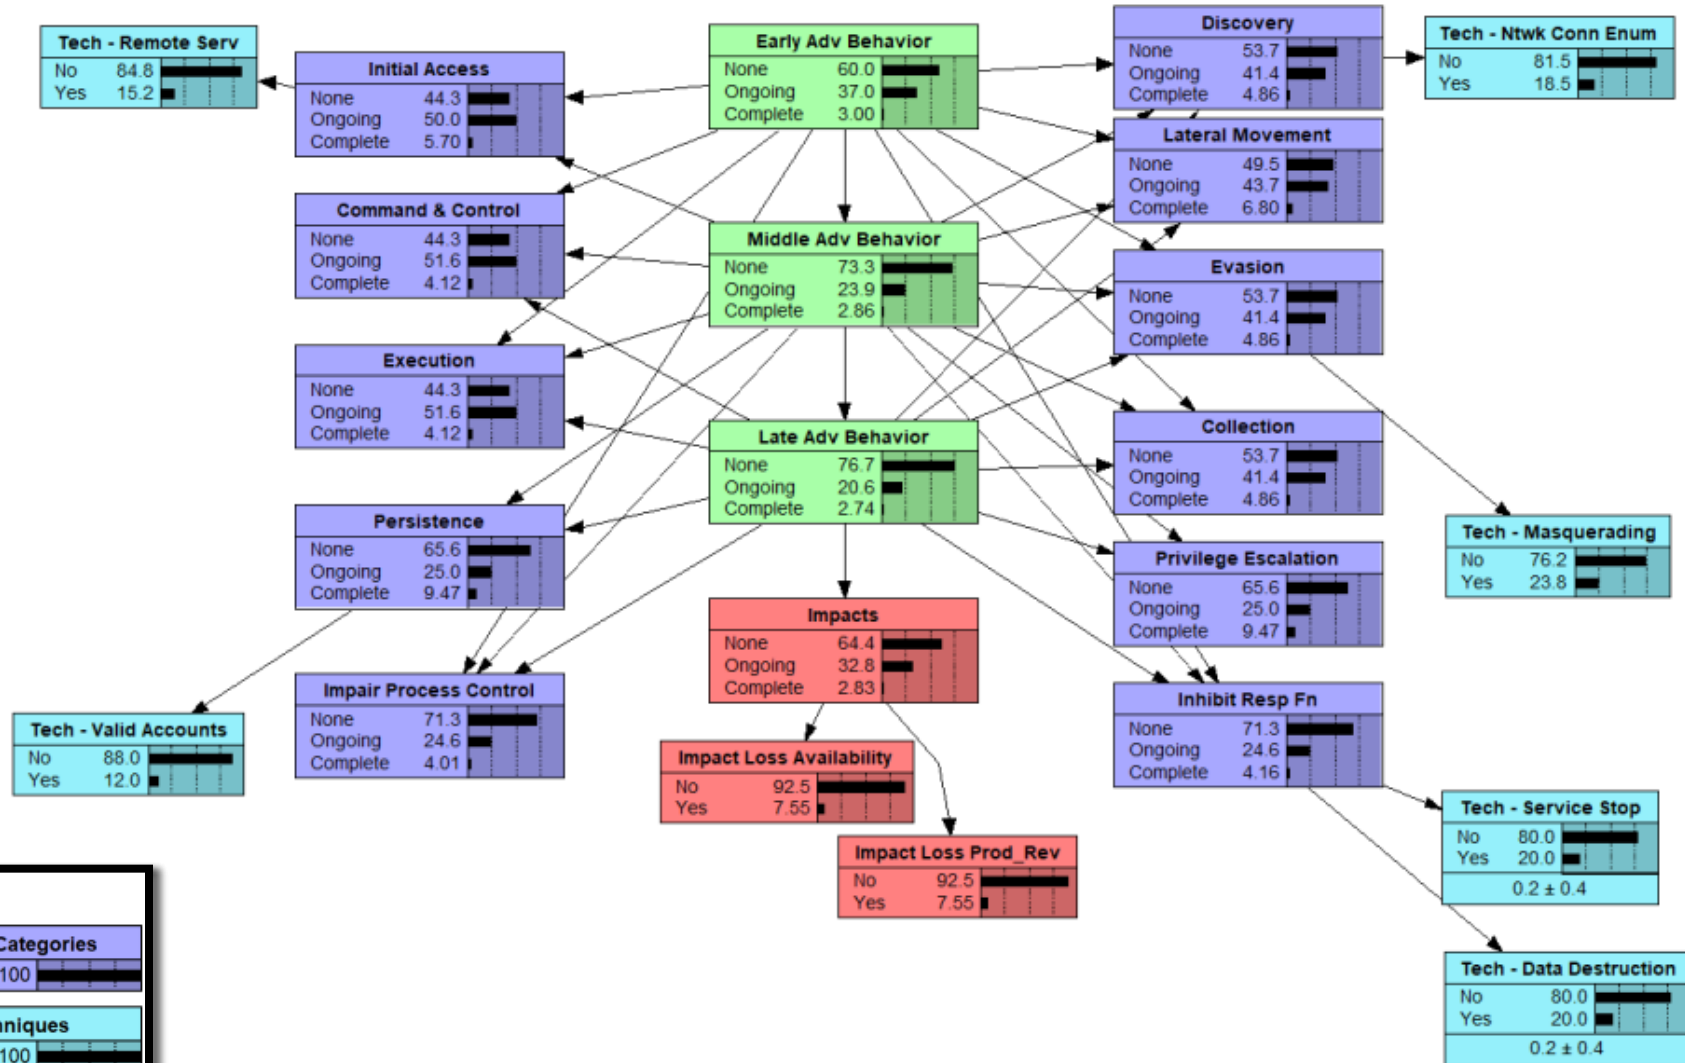 Tech - Remote Serv
No 84.8
Yes 15.2
Initial Access
None 44.3
Ongoing 50.0
Complete 5.70
Early Adv Behavior
None 60.0
Ongoing 37.0
Complete 3.00
Discovery
None 53.7
Ongoing 41.4
Complete 4.86
Tech - Ntwk Conn Enum
No 81.5
Yes 18.5
Lateral Movement
None 49.5
Ongoing 43.7
Complete 6.80
Command & Control
None 44.3
Ongoing 51.6
Complete 4.12
Middle Adv Behavior
None 73.3
Ongoing 23.9
Complete 2.86
Evasion
None 53.7
Ongoing 41.4
Complete 4.86
Execution
None 44.3
Ongoing 51.6
Complete 4.12
Late Adv Behavior
None 76.7
Ongoing 20.6
Complete 2.74
Collection
None 53.7
Ongoing 41.4
Complete 4.86
Persistence
None 65.6
Ongoing 25.0
Complete 9.47
Tech - Masquerading
No 76.2
Yes 23.8
Privilege Escalation
None 65.6
Ongoing 25.0
Complete 9.47
Impacts
None 64.4
Ongoing 32.8
Complete 2.83
Impair Process Control
None 71.3
Ongoing 24.6
Complete 4.01
Inhibit Resp Fn
None 71.3
Ongoing 24.6
Complete 4.16
Tech - Valid Accounts
No 88.0
Yes 12.0
Impact Loss Availability
No 92.5
Yes 7.55
Tech - Service Stop
No 80.0
Yes 20.0
0.2 ± 0.4
Impact Loss Prod_Rev
No 92.5
Yes 7.55
Categories
100
Tech - Data Destruction
No 80.0
Yes 20.0
0.2 ± 0.4
niques
100